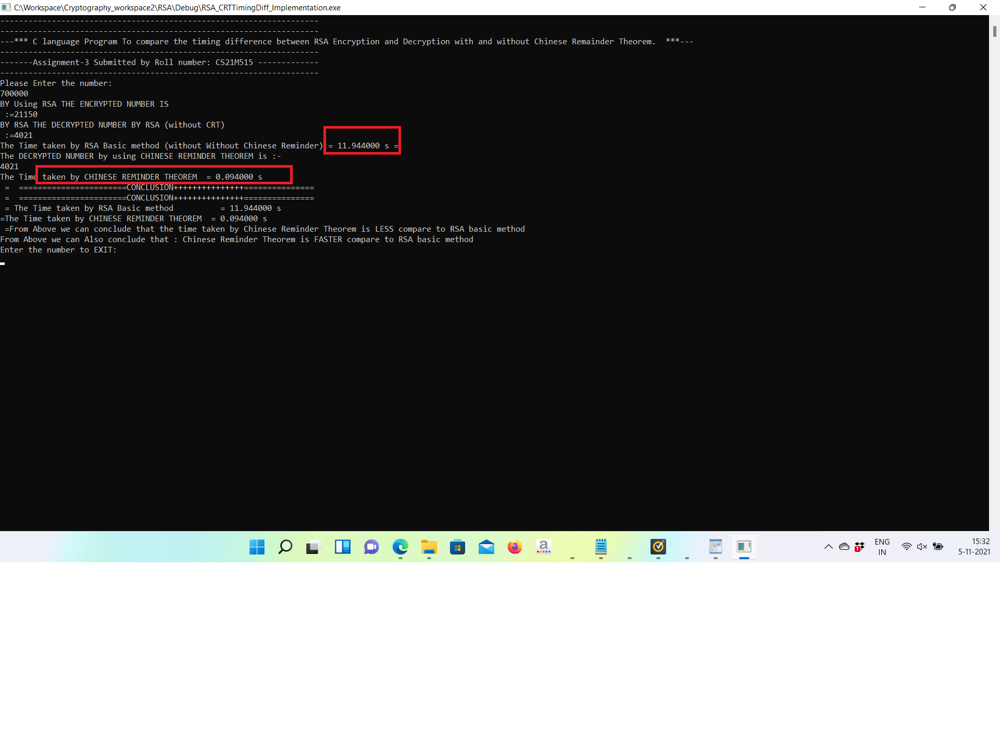 C:\Workspace\Cryptography_workspace2\RSA\Debug\RSA_CRTTimingDiff_Implementation.exe
--------------------------------------------------------------------
--------------------------------------------------------------------
---*** C language Program To compare the timing difference between RSA Encryption and Decryption with and without Chinese Remainder Theorem.  ***---
--------------------------------------------------------------------
-------Assignment-3 Submitted by Roll number: CS21M515 -------------
--------------------------------------------------------------------
Please Enter the number:
700000
BY Using RSA THE ENCRYPTED NUMBER IS
 :=21150
BY RSA THE DECRYPTED NUMBER BY RSA (without CRT)
 :=4021
The Time taken by RSA Basic method (without Without Chinese Reminder):= 11.944000 s =
The DECRYPTED NUMBER by using CHINESE REMINDER THEOREM is :-
4021
The Time taken by CHINESE REMINDER THEOREM  = 0.094000 s
 =  =======================CONCLUSION+++++++++++++++===============
 =  =======================CONCLUSION+++++++++++++++===============
 = The Time taken by RSA Basic method          = 11.944000 s
=The Time taken by CHINESE REMINDER THEOREM  = 0.094000 s
 =From Above we can conclude that the time taken by Chinese Reminder Theorem is LESS compare to RSA basic method
From Above we can Also conclude that : Chinese Reminder Theorem is FASTER compare to RSA basic method
Enter the number to EXIT:
a
1
ENG
IN
15:32
5-11-2021